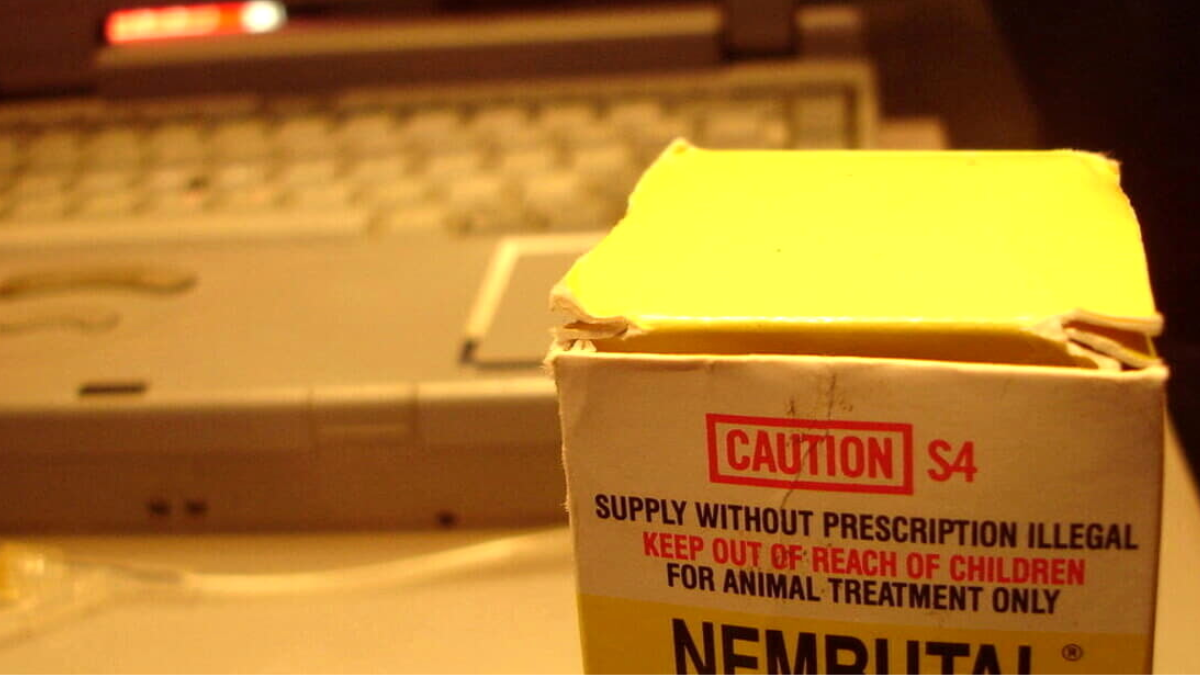 CAUTION S4
SUPPLY WITHOUT PRESCRIPTION ILLEGAL
KEEP OUT OF REACH OF CHILDREN
FOR ANIMAL TREATMENT ONLY
NEMBUTAL ®